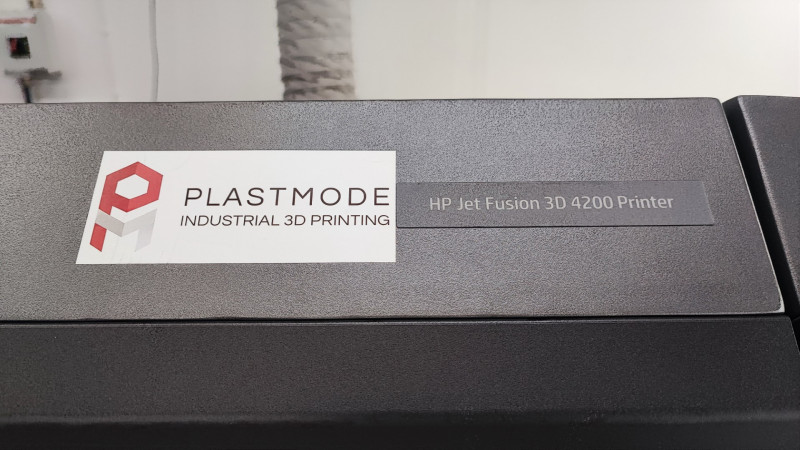 PLASTMODE
INDUSTRIAL 3D PRINTING
HP Jet Fusion 3D 4200 Printer